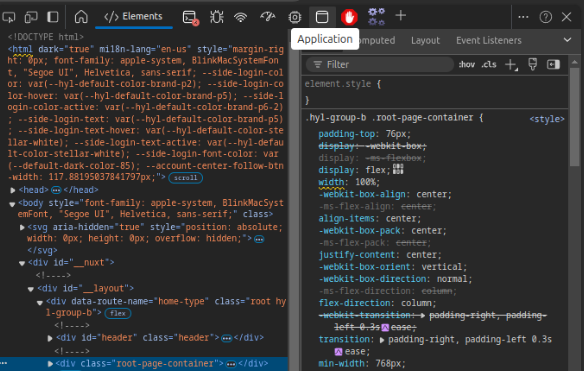 </> Elements
+
Application
Computed
Layout
Event Listeners
<!DOCTYPE html>
<html dark="true" mi18n-lang="en-us" style="margin-
right: 0px; font-family: apple-system, BlinkMacSystemFon
t, "Segoe UI", Helvetica, sans-serif; --side-login-co
lor: var(--hyl-default-color-brand-p2); --side-login-
color-hover: var(--hyl-default-color-brand-p5); --sid
e-login-color-active: var(--hyl-default-color-brand-p6-2
); --side-login-text-color: var(--hyl-default-color-brand-p5
); --side-login-text-hover: var(--hyl-default-color-ste
llar-white); --side-login-text-active: var(--hyl-defau
lt-color-stellar-white); --side-login-font-color: var(
--default-dark-color-85); --account-center-follow-btn
-width: 117.88195037841797px;"> scroll
<head> </head>
<body style="font-family: apple-system, BlinkMacSys
temFont, "Segoe UI", Helvetica, sans-serif;" class>
<svg aria-hidden="true" style="position: absolute;
width: 0px; height: 0px; overflow: hidden;">
</svg>
<div id="__nuxt">
<!---->
<div id="__layout">
<div data-route-name="home-type" class="root hy
l-group-b"> flex
<!---->
<div id="header" class="header"> </div>
<!---->
<div class="root-page-container"> </div>
Filter
:hov
.cls
element.style {
}
.hyl-group-b .root-page-container {
<style>
padding-top: 76px;
display: -webkit-box;
display: -ms-flexbox;
display: flex;
width: 100%;
-webkit-box-align: center;
-ms-flex-align: center;
align-items: center;
-webkit-box-pack: center;
-ms-flex-pack: center;
justify-content: center;
-webkit-box-orient: vertical;
-webkit-box-direction: normal;
-ms-flex-direction: column;
flex-direction: column;
-webkit-transition: padding-right, padding-
left 0.3s ease;
transition: padding-right, padding-left 0.3s
ease;
min-width: 768px;